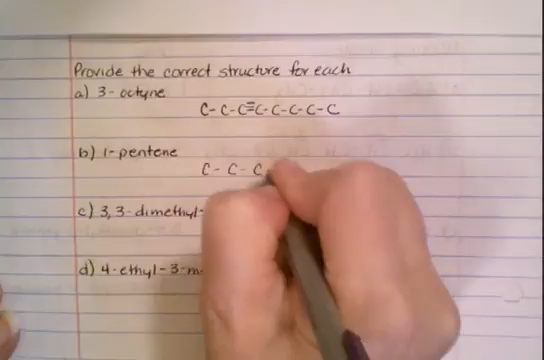 Provide the correct structure for each
a) 3-octyne
C-C-C≡C-C-C-C-C
b) 1-pentene
C-C-C
c) 3,3-dimethyl-
d) 4-ethyl-3-m